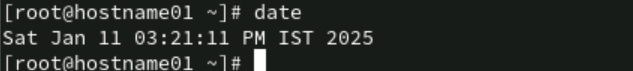 [root@hostname01 ~]# date
Sat Jan 11 03:21:11 PM IST 2025
[root@hostname01 ~]#